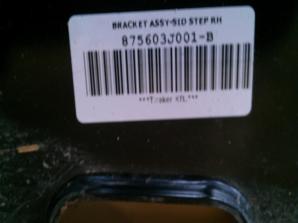 BRACKET ASSY-SID STEP RH
875603J001-B